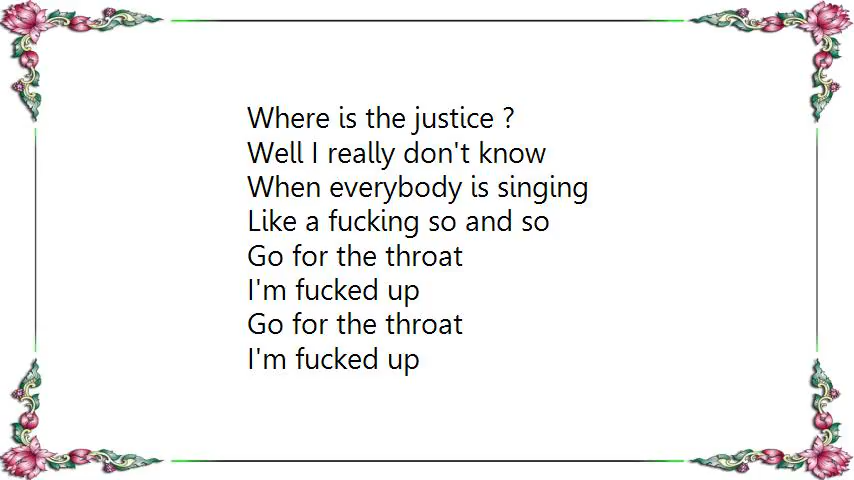 Where is the justice ?
Well I really don't know
When everybody is singing
Like a fucking so and so
Go for the throat
I'm fucked up
Go for the throat
I'm fucked up